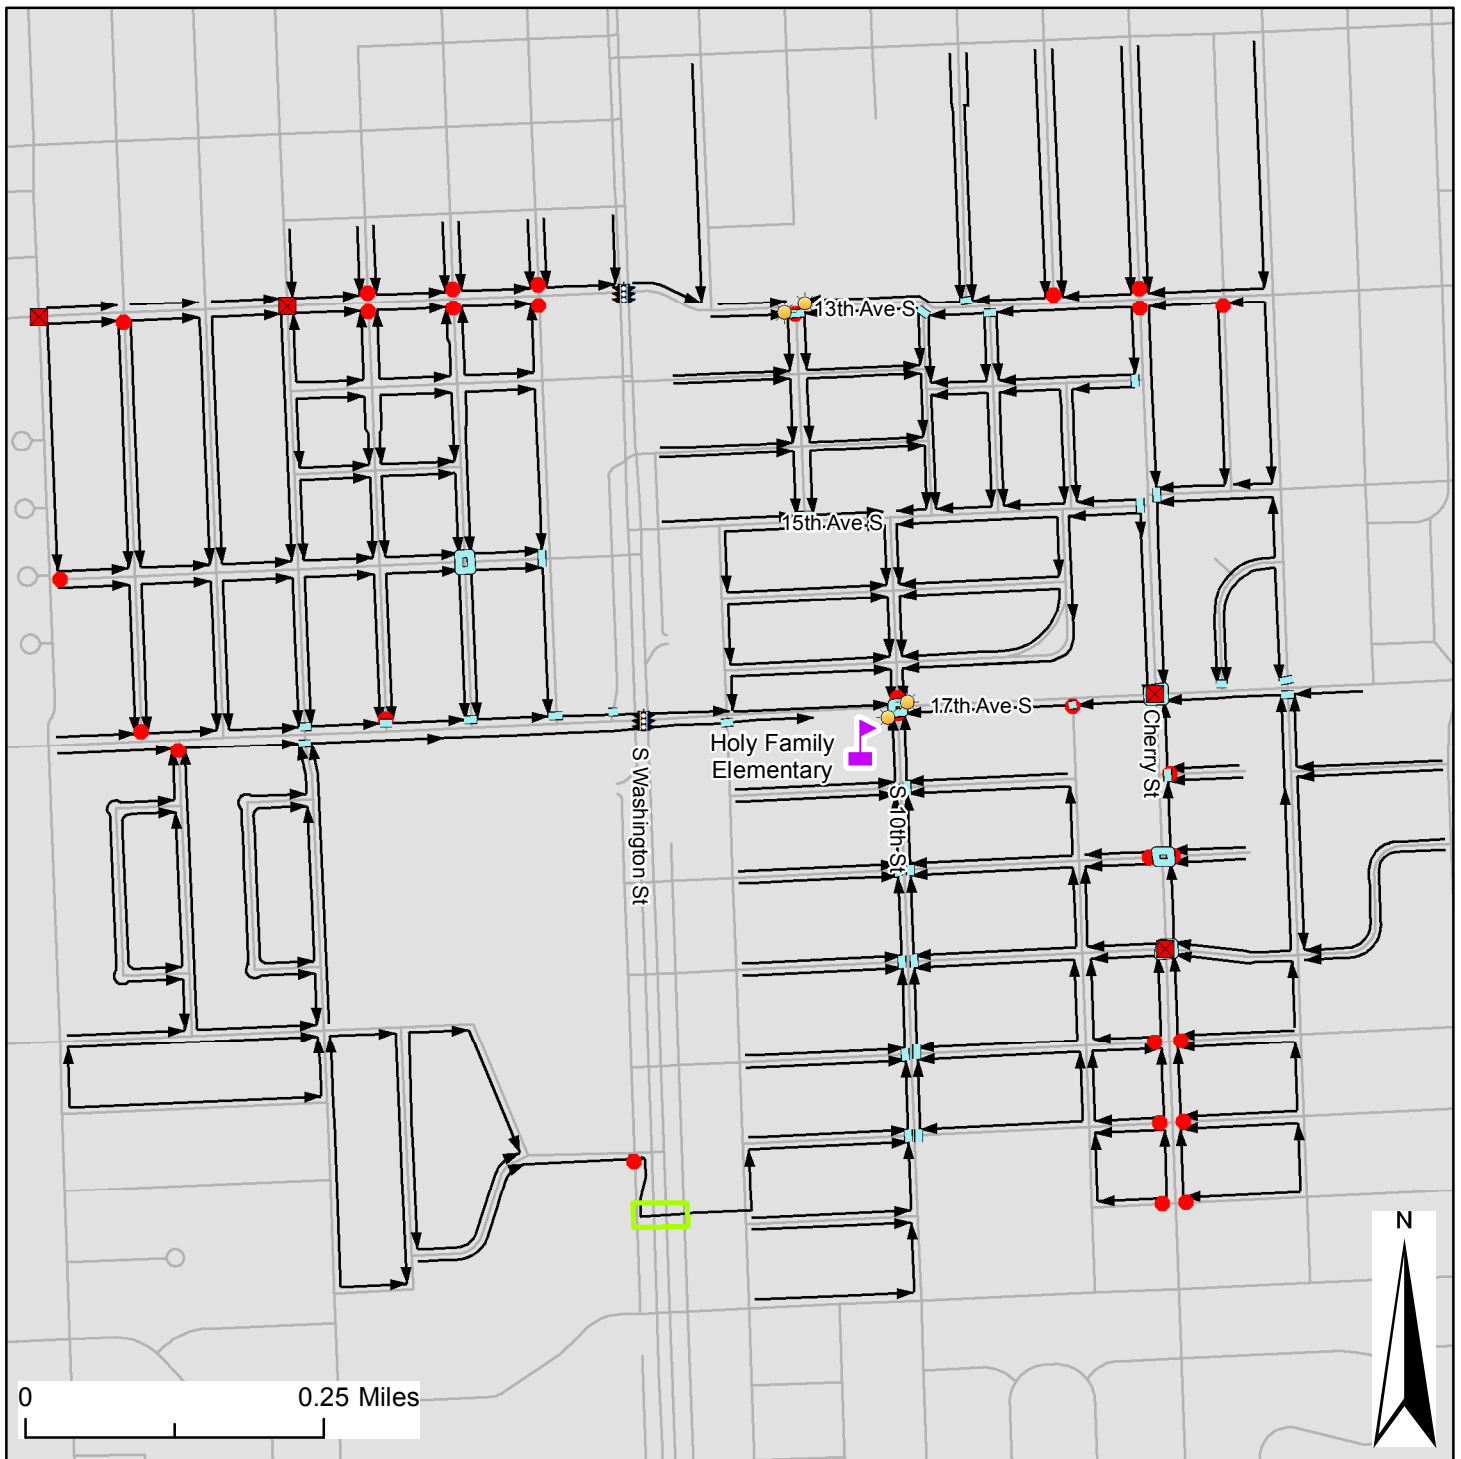 13th Ave S
15th Ave S
17th Ave S
Holy Family
Elementary
S Washington St
S 10th St
Cherry St
N
0
0.25 Miles